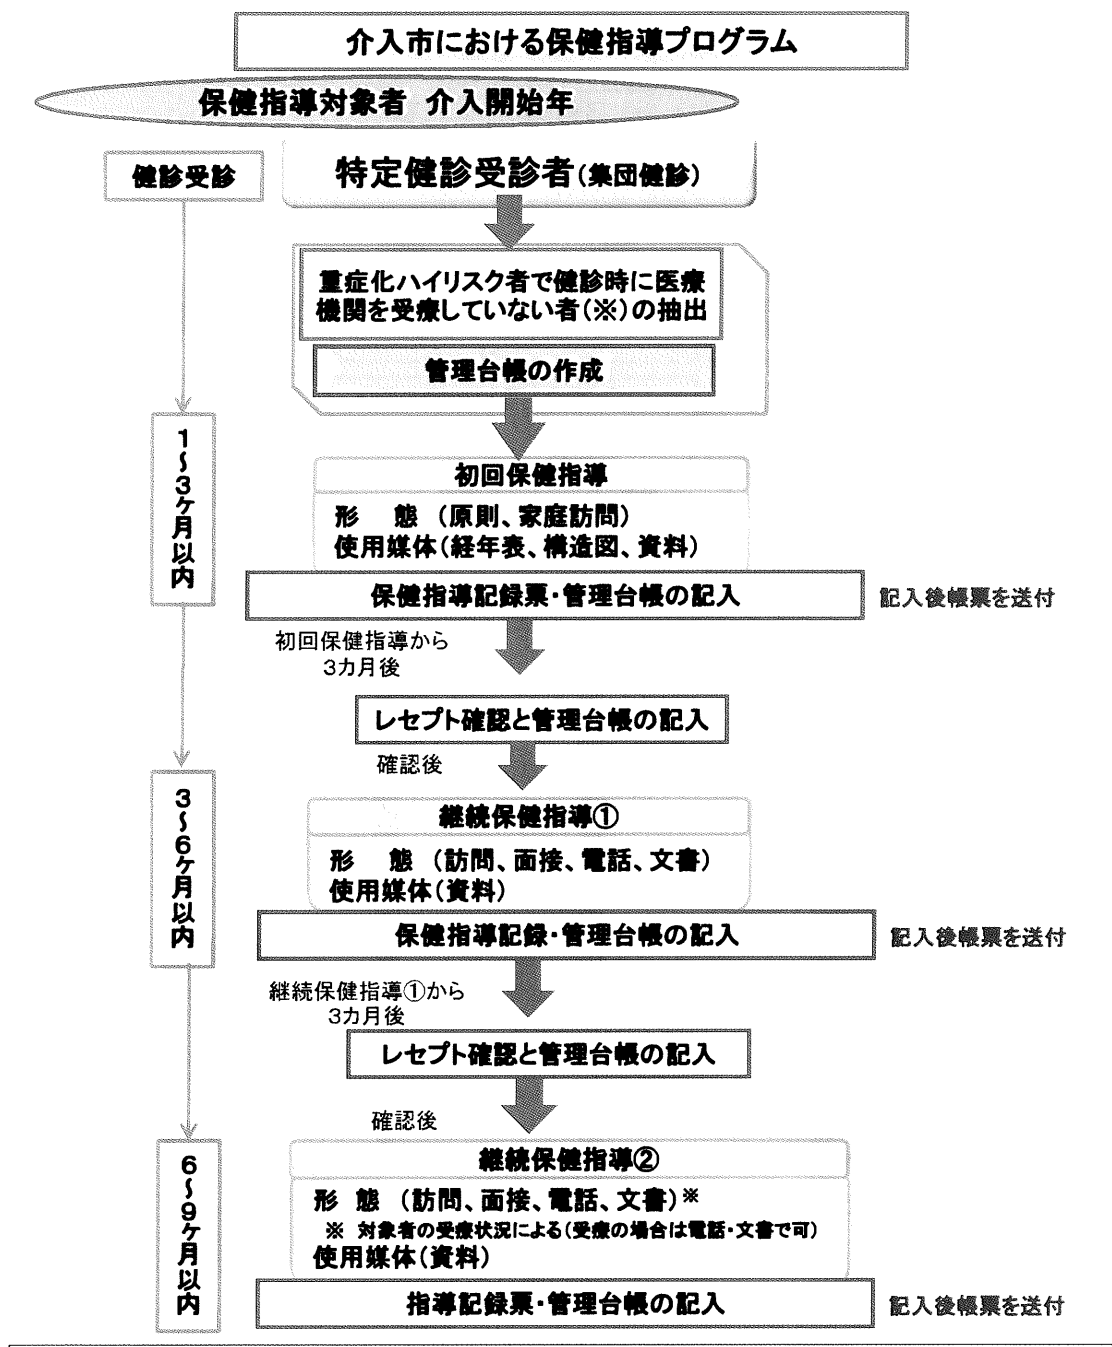 介入市における保健指導プログラム
保健指導対象者 介入開始年
健診受診
特定健診受診者(集団健診)
重症化ハイリスク者で健診時に医療
機関を受療していない者(※)の抽出
管理台帳の作成
1～3ヶ月以内
初回保健指導
形 態 (原則、家庭訪問)
使用媒体(経年表、構造図、資料)
保健指導記録票・管理台帳の記入
記入後帳票を送付
初回保健指導から
3カ月後
レセプト確認と管理台帳の記入
確認後
3～6ヶ月以内
継続保健指導①
形 態 (訪問、面接、電話、文書)
使用媒体(資料)
保健指導記録・管理台帳の記入
記入後帳票を送付
継続保健指導①から
3カ月後
レセプト確認と管理台帳の記入
確認後
6～9ヶ月以内
継続保健指導②
形 態 (訪問、面接、電話、文書)※
※ 対象者の受療状況による(受療の場合は電話・文書で可)
使用媒体(資料)
指導記録票・管理台帳の記入
記入後帳票を送付